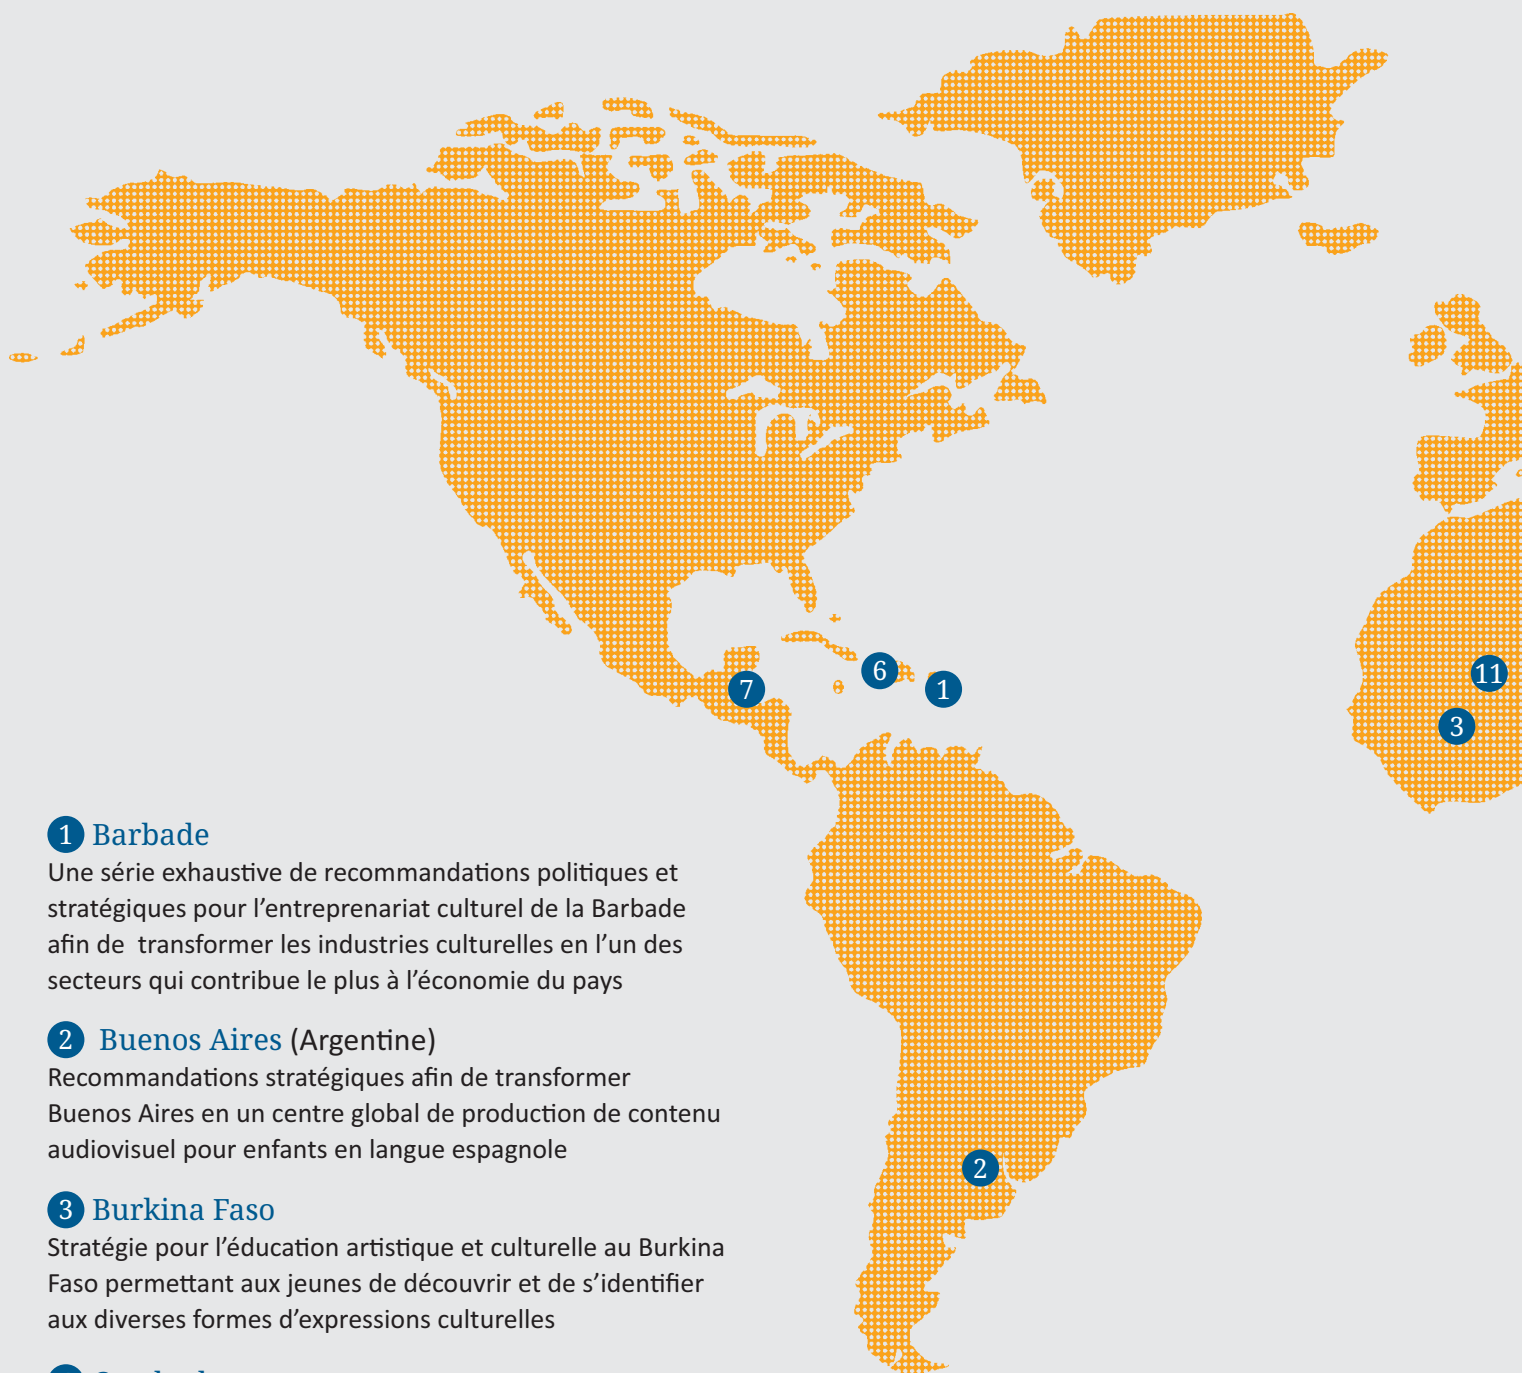 6
7
1
11
3
1 Barbade
Une série exhaustive de recommandations politiques et
stratégiques pour l’entreprenariat culturel de la Barbade
afin de transformer les industries culturelles en l’un des
secteurs qui contribue le plus à l’économie du pays
2 Buenos Aires (Argentine)
Recommandations stratégiques afin de transformer
Buenos Aires en un centre global de production de contenu
audiovisuel pour enfants en langue espagnole
2
3 Burkina Faso
Stratégie pour l’éducation artistique et culturelle au Burkina
Faso permettant aux jeunes de découvrir et de s’identifier
aux diverses formes d’expressions culturelles